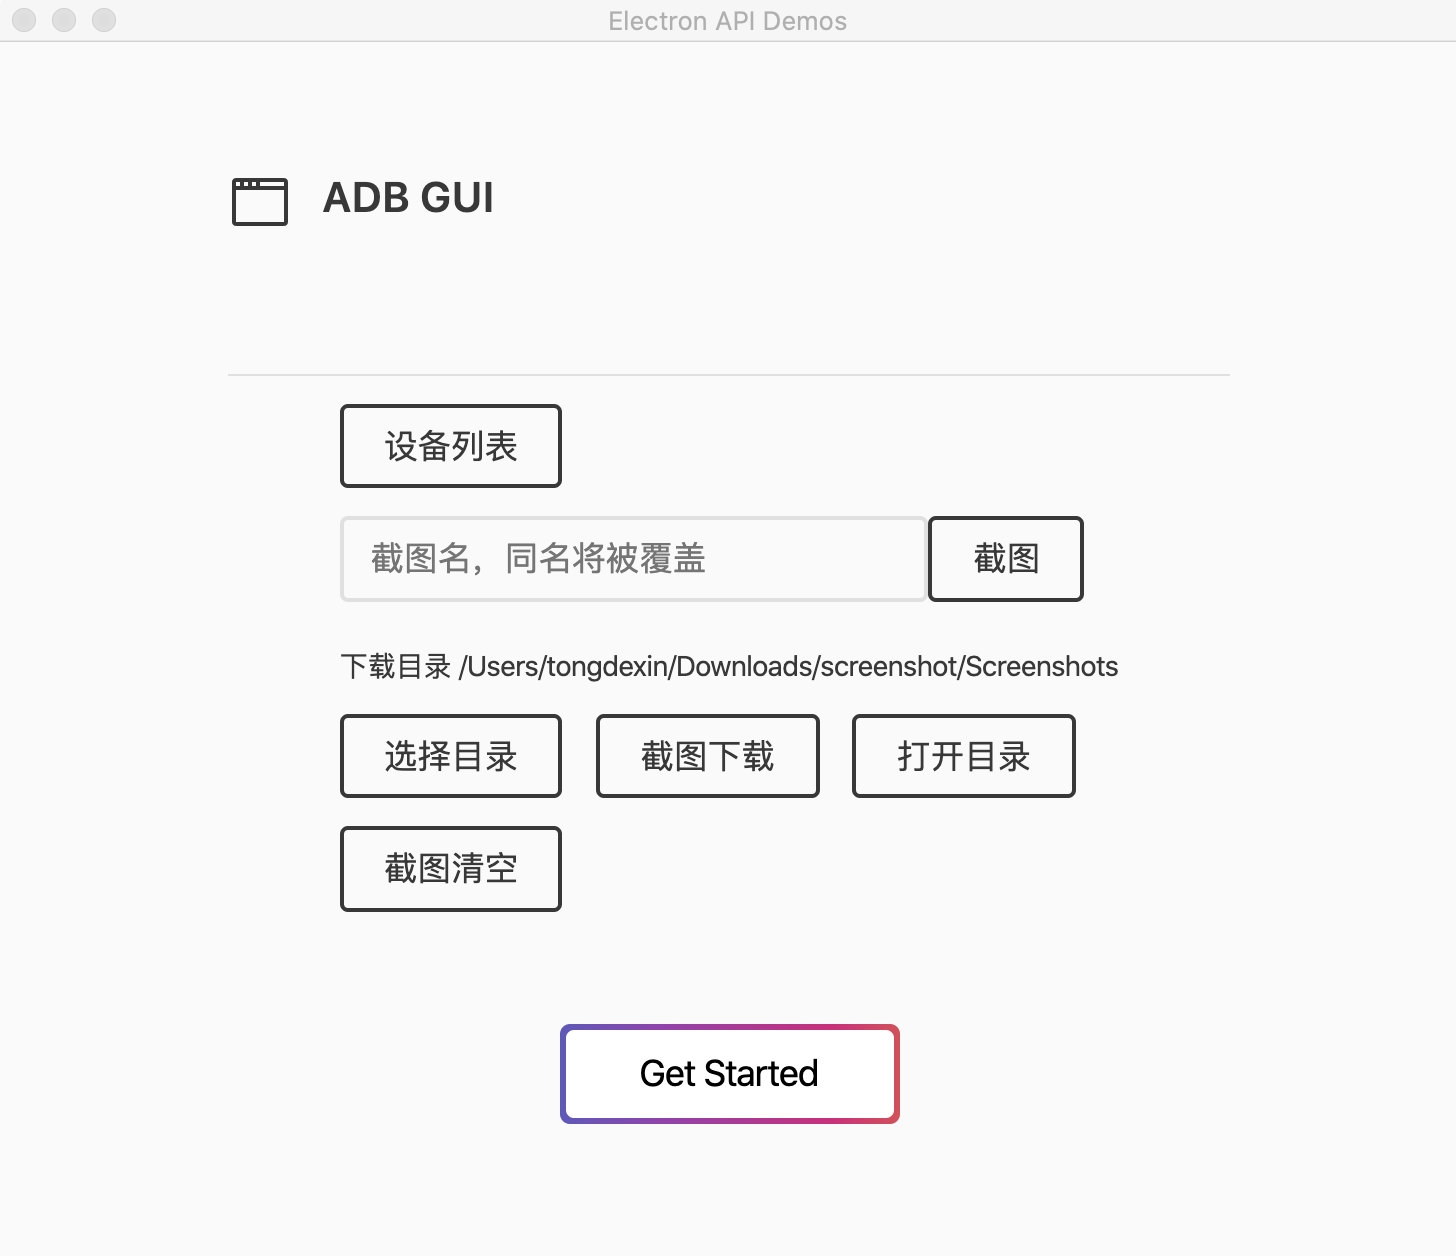 Electron API Demos
ADB GUI
设备列表
截图名，同名将被覆盖 截图
下载目录 /Users/tongdexin/Downloads/screenshot/Screenshots
选择目录 截图下载 打开目录
截图清空
Get Started